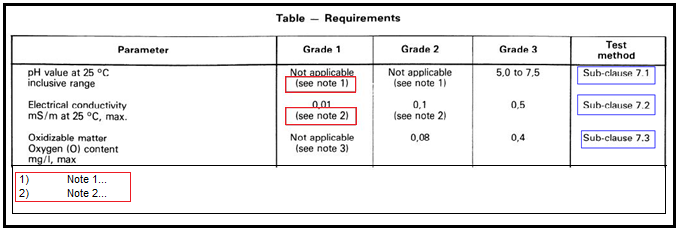 Table — Requirements
Parameter Grade 1 Grade 2 Grade 3 Test method
pH value at 25 °C Not applicable Not applicable 5,0 to 7,5 Sub-clause 7.1
inclusive range (see note 1) (see note 1)
Electrical conductivity 0,01 0,1 0,5 Sub-clause 7.2
mS/m at 25 °C, max. (see note 2) (see note 2)
Oxidizable matter Not applicable 0,08 0,4 Sub-clause 7.3
Oxygen (O) content (see note 3)
mg/l, max
1) Note 1...
2) Note 2...